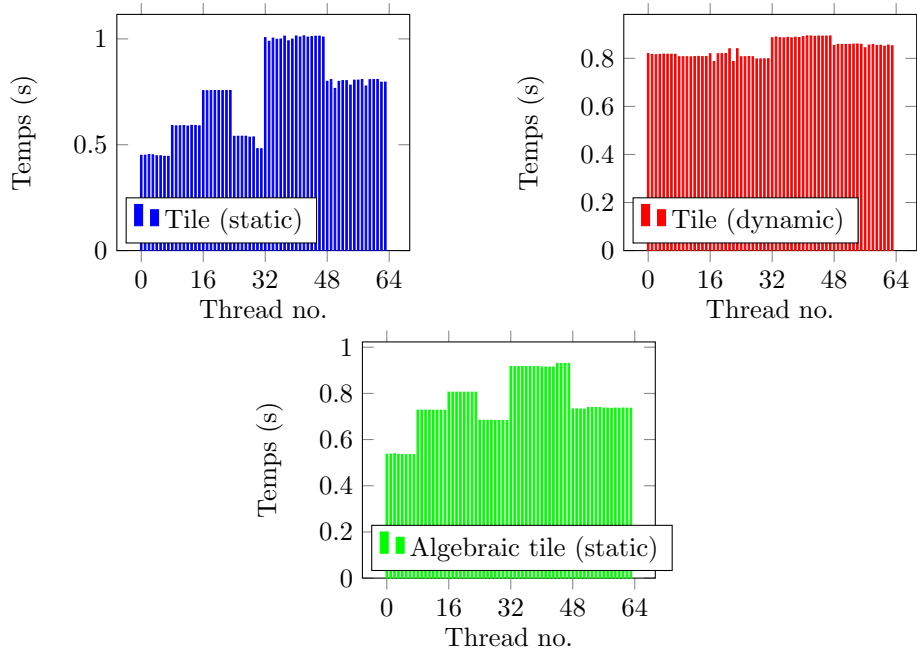 1
0.5
0
Temps (s)
Tile (static)
0 16 32 48 64
Thread no.
0.8
0.6
0.4
0.2
0
Temps (s)
Tile (dynamic)
0 16 32 48 64
Thread no.
1
0.8
0.6
0.4
0.2
0
Temps (s)
Algebraic tile (static)
0 16 32 48 64
Thread no.